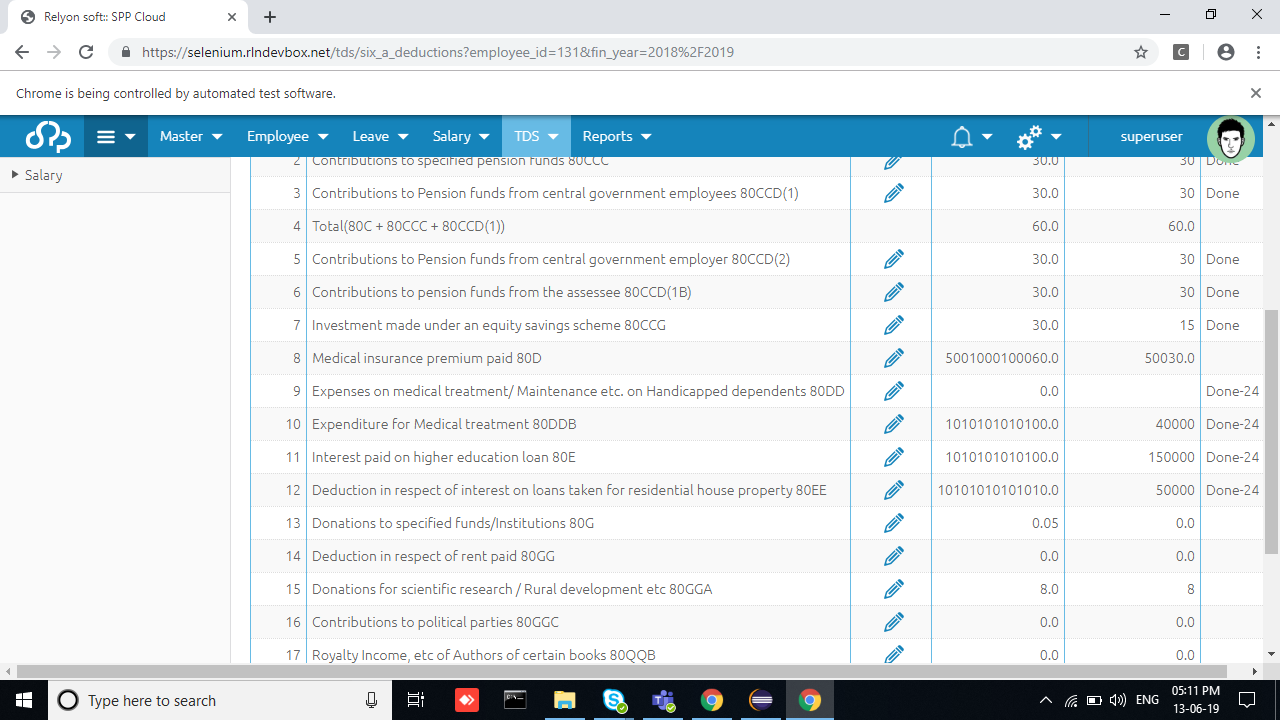 Relyon soft:: SPP Cloud
https://selenium.rlndevbox.net/tds/six_a_deductions?employee_id=131&fin_year=2018%2F2019
C
Chrome is being controlled by automated test software.
Master Employee Leave Salary TDS Reports superuser
Salary
2 Contributions to specified pension funds 80CCC 30.0 30 Done
3 Contributions to Pension funds from central government employees 80CCD(1) 30.0 30 Done
4 Total(80C + 80CCC + 80CCD(1)) 60.0 60.0
5 Contributions to Pension funds from central government employer 80CCD(2) 30.0 30 Done
6 Contributions to pension funds from the assessee 80CCD(1B) 30.0 30 Done
7 Investment made under an equity savings scheme 80CCG 30.0 15 Done
8 Medical insurance premium paid 80D 5001000100060.0 50030.0
9 Expenses on medical treatment/ Maintenance etc. on Handicapped dependents 80DD 0.0 Done-24
10 Expenditure for Medical treatment 80DDB 1010101010100.0 40000 Done-24
11 Interest paid on higher education loan 80E 1010101010100.0 150000 Done-24
12 Deduction in respect of interest on loans taken for residential house property 80EE 10101010101010.0 50000 Done-24
13 Donations to specified funds/Institutions 80G 0.05 0.0
14 Deduction in respect of rent paid 80GG 0.0 0.0
15 Donations for scientific research / Rural development etc 80GGA 8.0 8
16 Contributions to political parties 80GGC 0.0 0.0
17 Royalty Income, etc of Authors of certain books 80QQB 0.0 0.0
Type here to search
ENG
05:11 PM
13-06-19